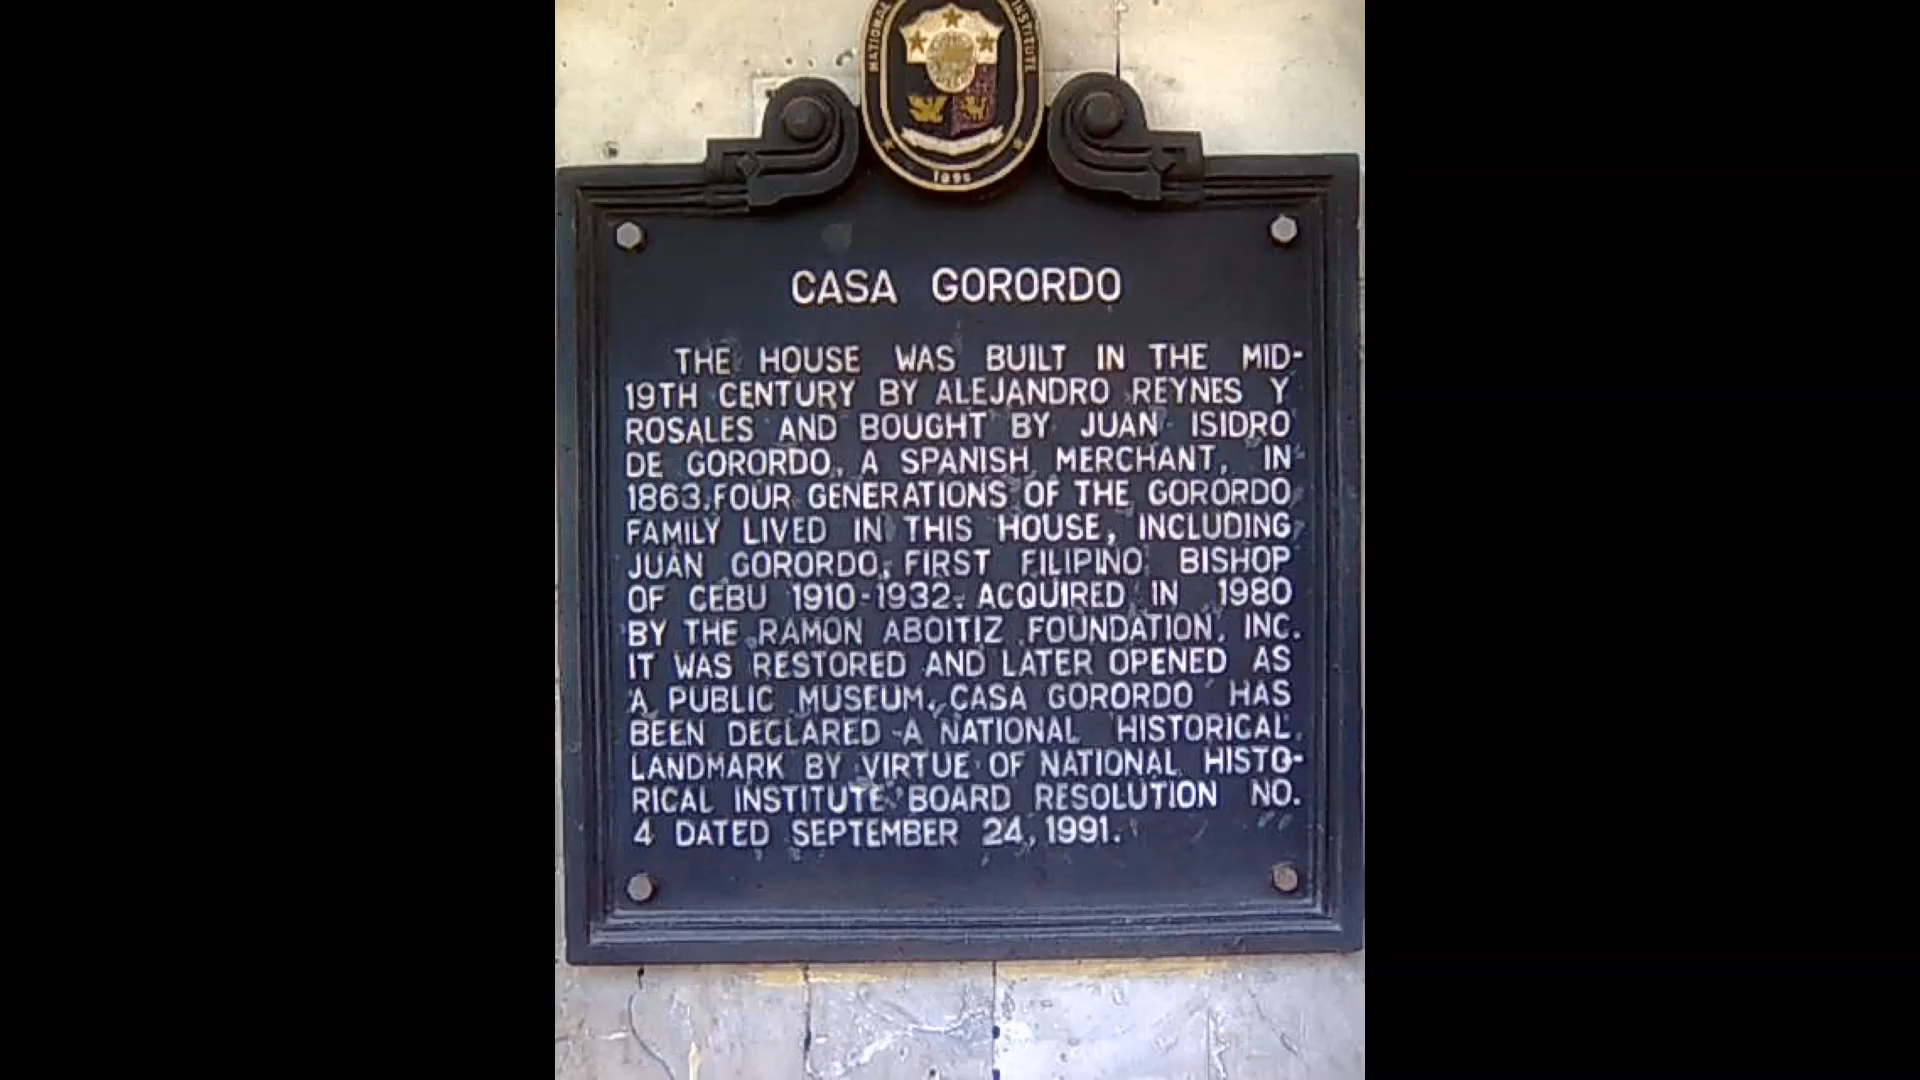 NATIONAL INSTITUTE
CASA GORORDO
THE HOUSE WAS BUILT IN THE MID-
19TH CENTURY BY ALEJANDRO REYNES Y
ROSALES AND BOUGHT BY JUAN ISIDRO
DE GORORDO, A SPANISH MERCHANT, IN
1863. FOUR GENERATIONS OF THE GORORDO
FAMILY LIVED IN THIS HOUSE, INCLUDING
JUAN GORORDO, FIRST FILIPINO BISHOP
OF CEBU 1910-1932. ACQUIRED IN 1980
BY THE RAMON ABOITIZ FOUNDATION, INC.
IT WAS RESTORED AND LATER OPENED AS
A PUBLIC MUSEUM. CASA GORORDO HAS
BEEN DECLARED A NATIONAL HISTORICAL
LANDMARK BY VIRTUE OF NATIONAL HISTO-
RICAL INSTITUTE BOARD RESOLUTION NO.
4 DATED SEPTEMBER 24, 1991.